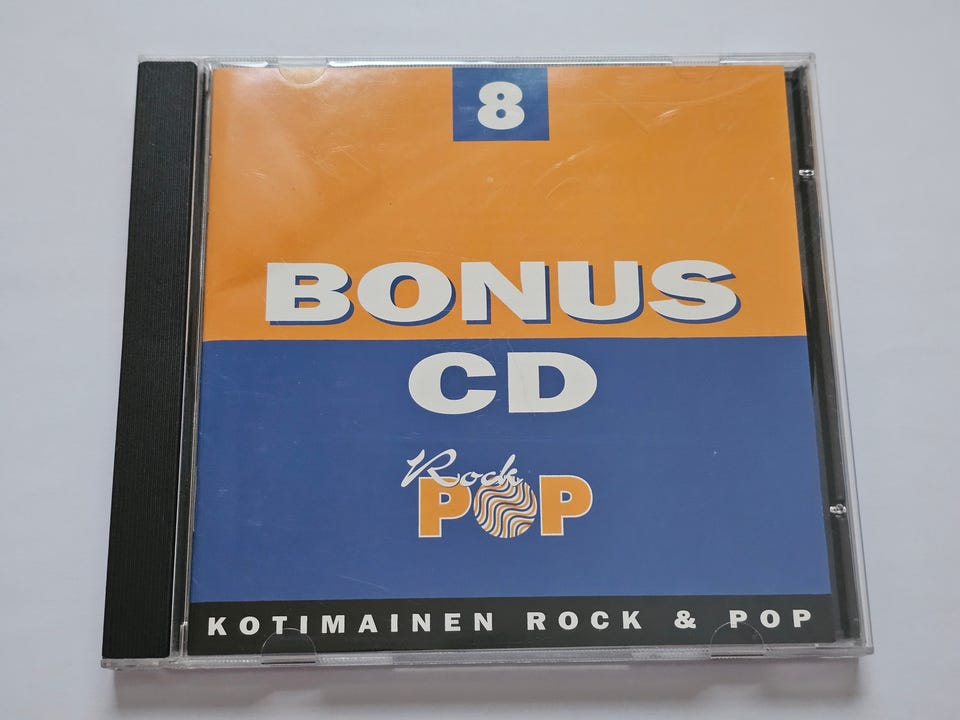 8
BONUS
CD
Rock
POP
KOTIMAINEN ROCK & POP